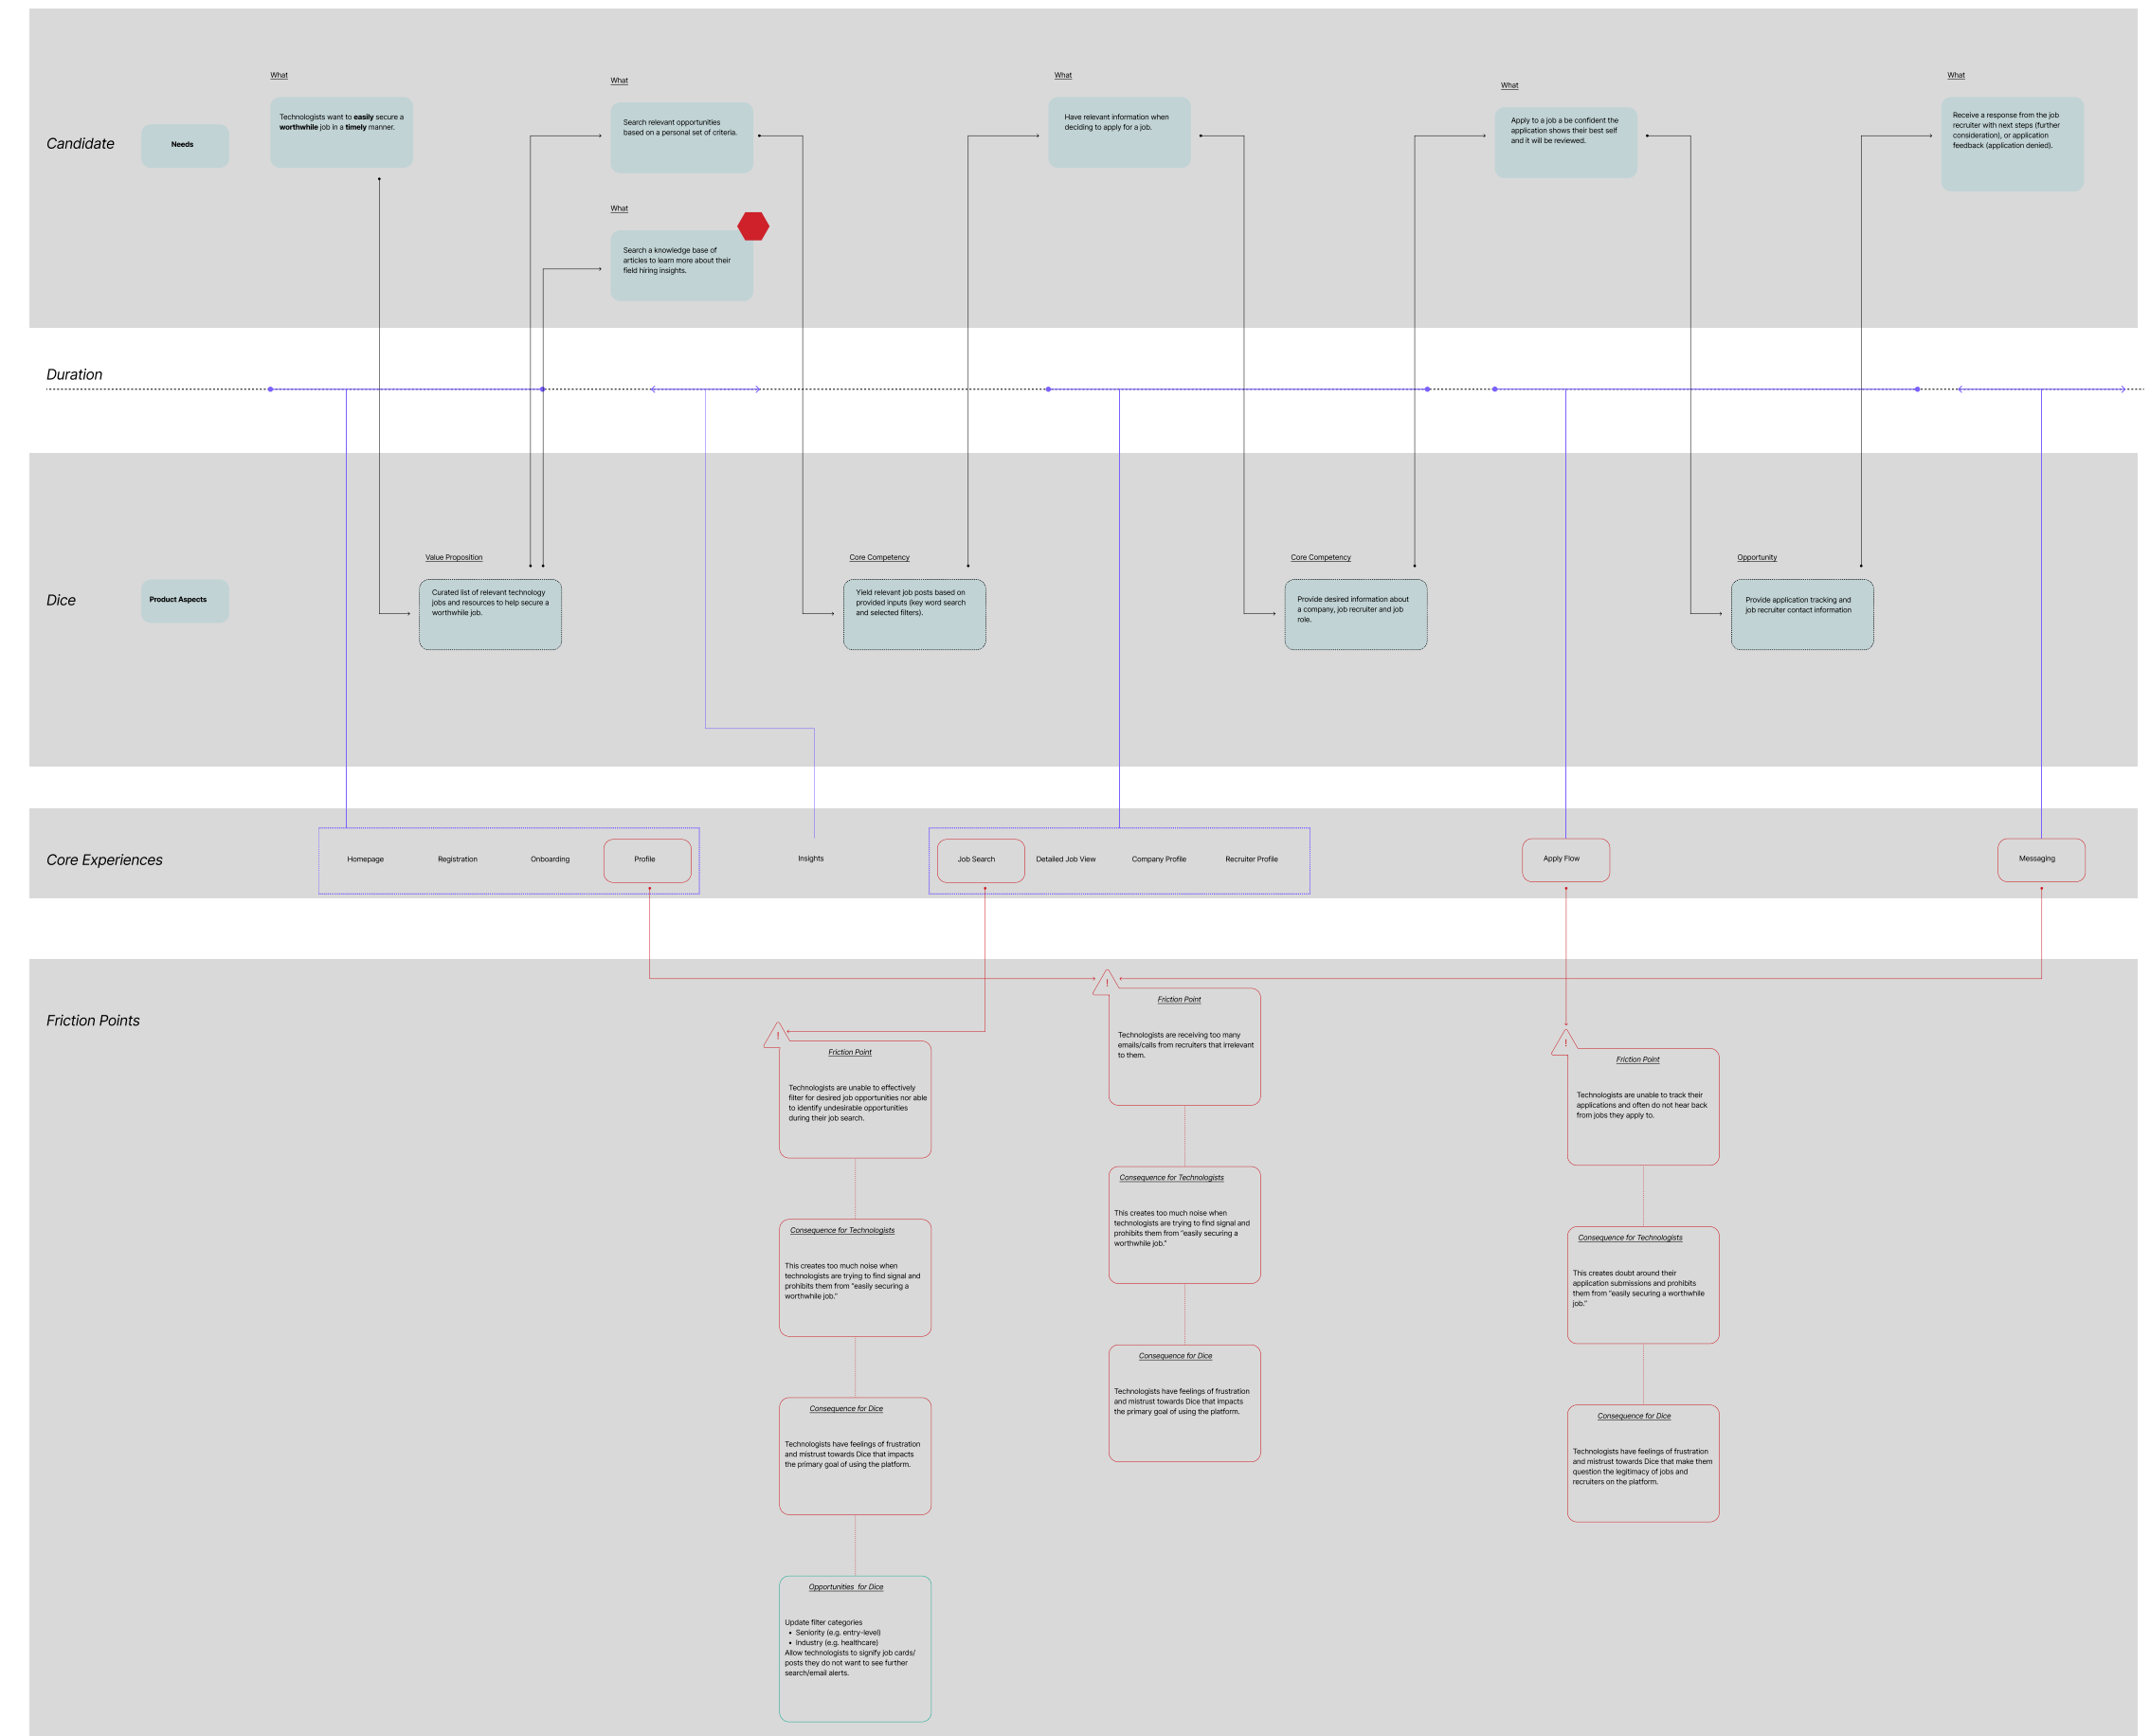 Candidate
Needs
What
Technologists want to easily secure a
worthwhile job in a timely manner.
What
Search relevant opportunities
based on a personal set of criteria.
What
Search a knowledge base of
articles to learn more about their
field hiring insights.
What
Have relevant information when
deciding to apply for a job.
What
Apply to a job a be confident the
application shows their best self
and it will be reviewed.
What
Receive a response from the job
recruiter with next steps (further
consideration), or application
feedback (application denied).
Duration
Dice
Product Aspects
Value Proposition
Curated list of relevant technology
jobs and resources to help secure a
worthwhile job.
Core Competency
Yield relevant job posts based on
provided inputs (key word search
and selected filters).
Core Competency
Provide desired information about
a company, job recruiter and job
role.
Opportunity
Provide application tracking and
job recruiter contact information
Core Experiences
Homepage
Registration
Onboarding
Profile
Insights
Job Search
Detailed Job View
Company Profile
Recruiter Profile
Apply Flow
Messaging
Friction Points
!
Friction Point
Technologists are unable to effectively
filter for desired job opportunities nor able
to identify undesirable opportunities
during their job search.
Consequence for Technologists
This creates too much noise when
technologists are trying to find signal and
prohibits them from "easily securing a
worthwhile job."
Consequence for Dice
Technologists have feelings of frustration
and mistrust towards Dice that impacts
the primary goal of using the platform.
Opportunities for Dice
Update filter categories
• Seniority (e.g. entry-level)
• Industry (e.g. healthcare)
Allow technologists to signify job cards/
posts they do not want to see further
search/email alerts.
!
Friction Point
Technologists are receiving too many
emails/calls from recruiters that irrelevant
to them.
Consequence for Technologists
This creates too much noise when
technologists are trying to find signal and
prohibits them from "easily securing a
worthwhile job."
Consequence for Dice
Technologists have feelings of frustration
and mistrust towards Dice that impacts
the primary goal of using the platform.
!
Friction Point
Technologists are unable to track their
applications and often do not hear back
from jobs they apply to.
Consequence for Technologists
This creates doubt around their
application submissions and prohibits
them from "easily securing a worthwhile
job."
Consequence for Dice
Technologists have feelings of frustration
and mistrust towards Dice that make them
question the legitimacy of jobs and
recruiters on the platform.